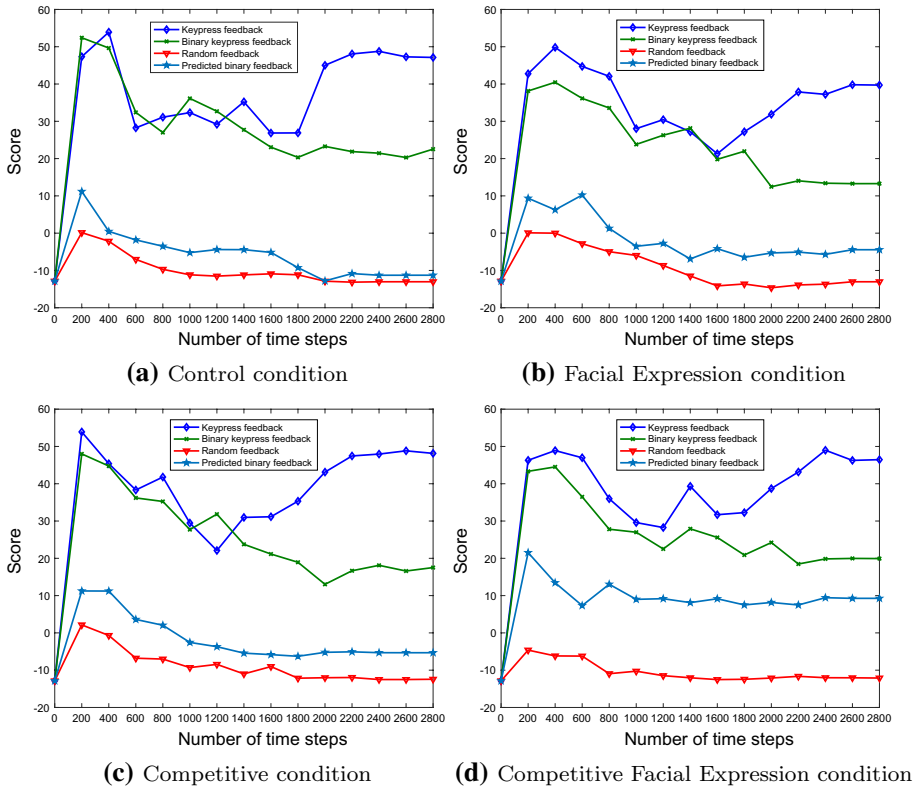 60
50
40
30
20
10
0
-10
-20
Score
Keypress feedback
Binary keypress feedback
Random feedback
Predicted binary feedback
0 200 400 600 800 1000 1200 1400 1600 1800 2000 2200 2400 2600 2800
Number of time steps
(a) Control condition
60
50
40
30
20
10
0
-10
-20
Score
Keypress feedback
Binary keypress feedback
Random feedback
Predicted binary feedback
0 200 400 600 800 1000 1200 1400 1600 1800 2000 2200 2400 2600 2800
Number of time steps
(b) Facial Expression condition
60
50
40
30
20
10
0
-10
-20
Score
Keypress feedback
Binary keypress feedback
Random feedback
Predicted binary feedback
0 200 400 600 800 1000 1200 1400 1600 1800 2000 2200 2400 2600 2800
Number of time steps
(c) Competitive condition
60
50
40
30
20
10
0
-10
-20
Score
Keypress feedback
Binary keypress feedback
Random feedback
Predicted binary feedback
0 200 400 600 800 1000 1200 1400 1600 1800 2000 2200 2400 2600 2800
Number of time steps
(d) Competitive Facial Expression condition